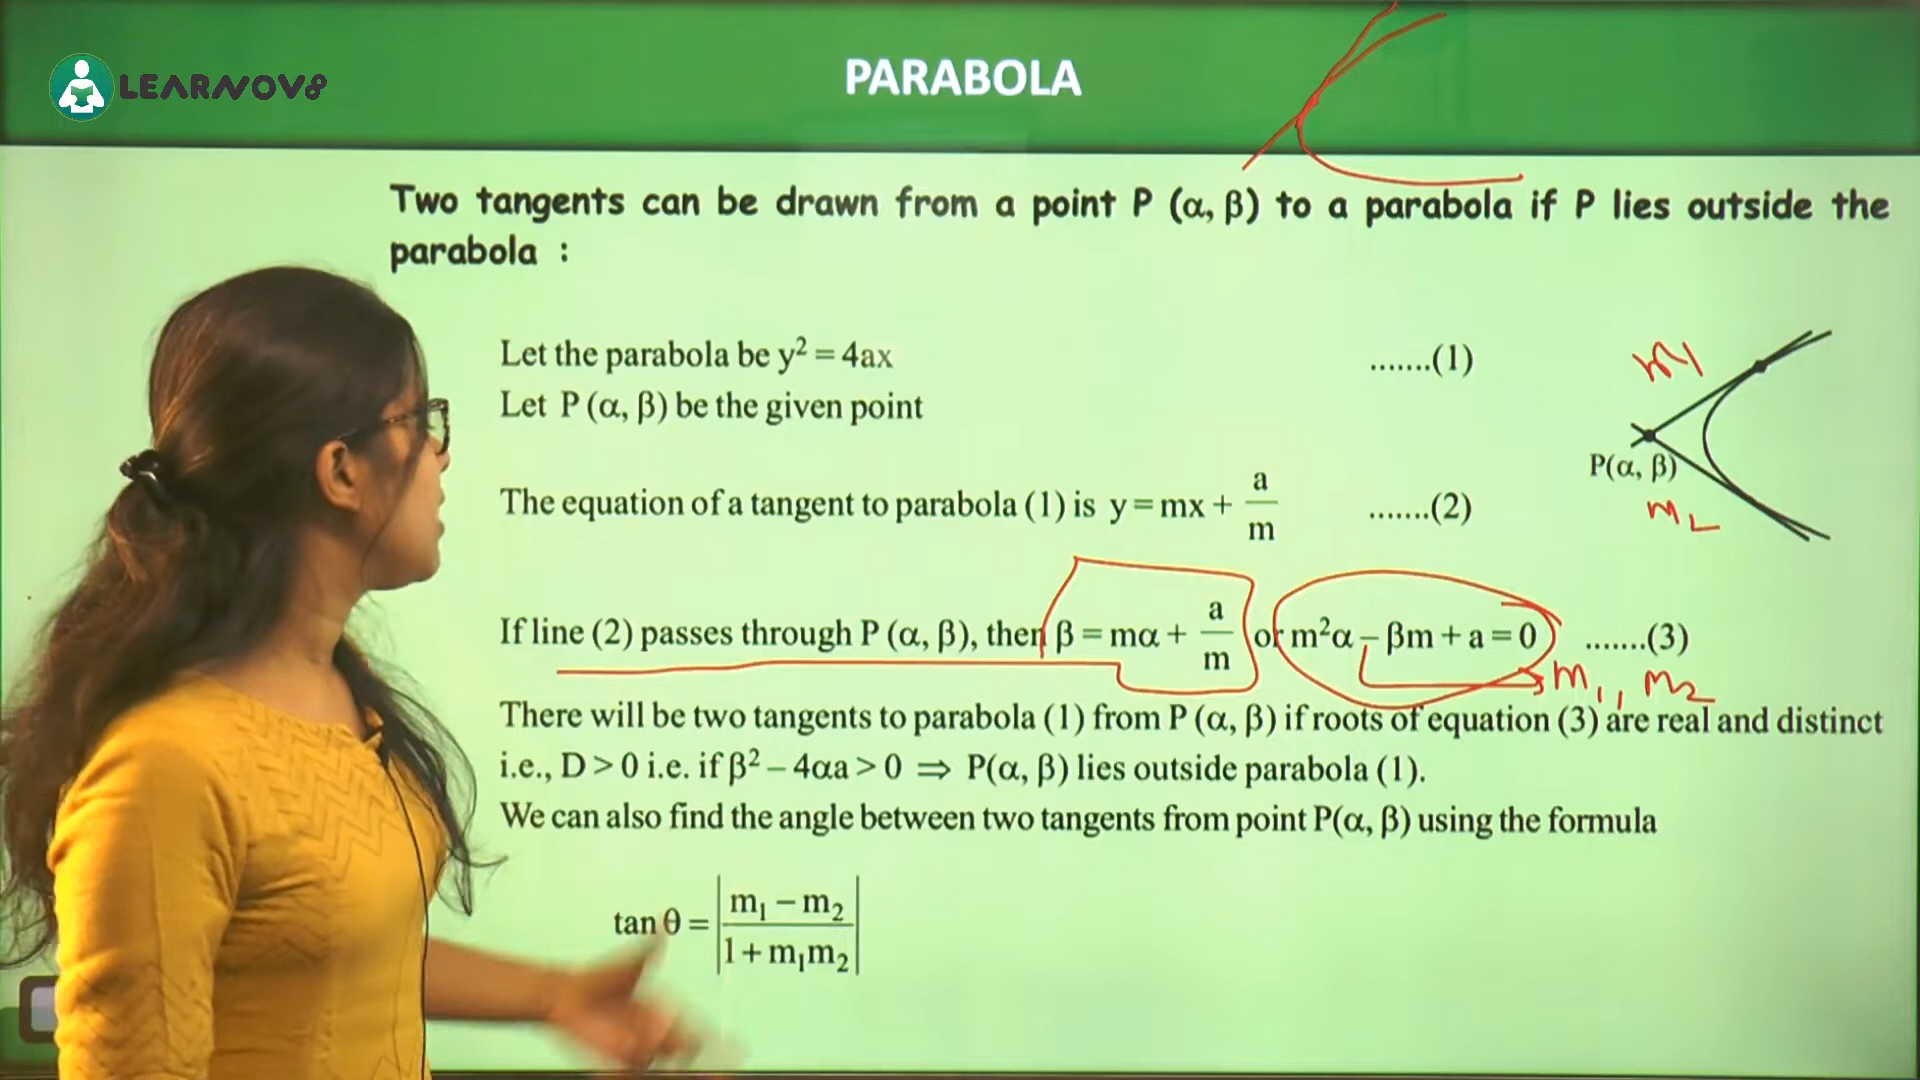 LEARNOV8
PARABOLA
Two tangents can be drawn from a point P (α, β) to a parabola if P lies outside the
parabola :
Let the parabola be y² = 4ax .......(1)
Let P (α, β) be the given point
m1
P(α, β)
m2
The equation of a tangent to parabola (1) is y = mx + a/m .......(2)
If line (2) passes through P (α, β), then β = mα + a/m or m²α – βm + a = 0 .......(3)
m1, m2
There will be two tangents to parabola (1) from P (α, β) if roots of equation (3) are real and distinct
i.e., D > 0 i.e. if β² – 4αa > 0 ⇒ P(α, β) lies outside parabola (1).
We can also find the angle between two tangents from point P(α, β) using the formula
tan θ = |(m₁ – m₂)/(1 + m₁m₂)|